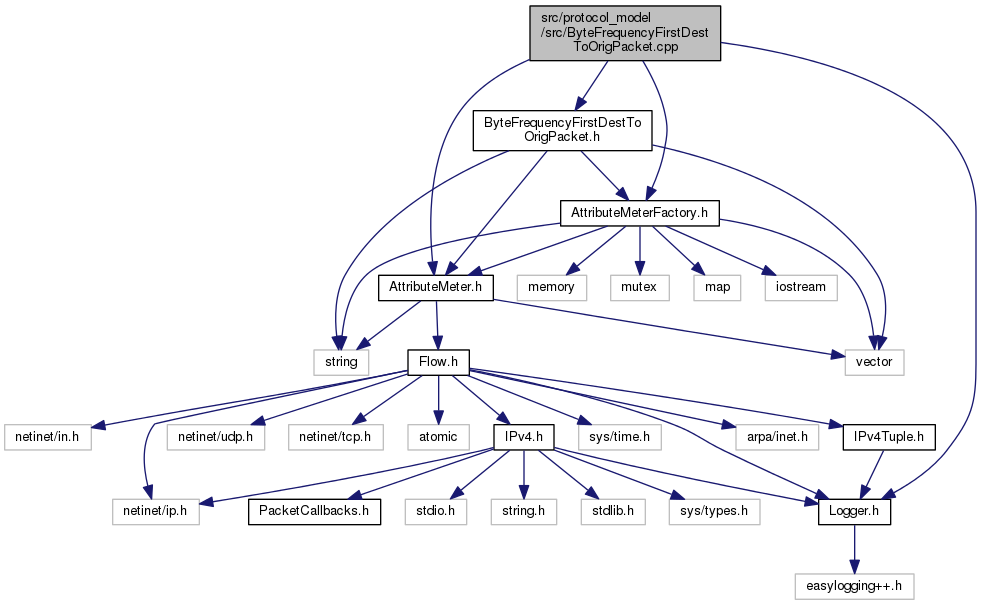 src/protocol_model
/src/ByteFrequencyFirstDest
ToOrigPacket.cpp
ByteFrequencyFirstDestTo
OrigPacket.h
AttributeMeterFactory.h
AttributeMeter.h
memory
mutex
map
iostream
string
Flow.h
vector
netinet/in.h
netinet/udp.h
netinet/tcp.h
atomic
IPv4.h
sys/time.h
arpa/inet.h
IPv4Tuple.h
netinet/ip.h
PacketCallbacks.h
stdio.h
string.h
stdlib.h
sys/types.h
Logger.h
easylogging++.h